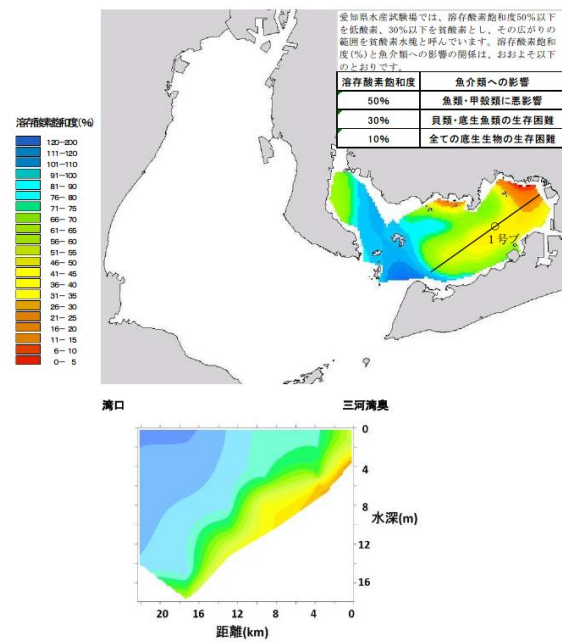 愛知県水産試験場では、溶存酸素飽和度50%以下
を低酸素、30%以下を貧酸素とし、その広がりの
範囲を貧酸素水塊と呼んでいます。溶存酸素飽和
度(%)と魚介類への影響の関係は、おおよそ以下
のとおりです。
溶存酸素飽和度 魚介類への影響
50% 魚類・甲殻類に悪影響
30% 貝類・底生魚類の生存困難
10% 全ての底生生物の生存困難
溶存酸素飽和度(%)
120-200
111-120
101-110
91-100
81- 90
76- 80
71- 75
66- 70
61- 65
56- 60
51- 55
46- 50
41- 45
36- 40
31- 35
26- 30
21- 25
16- 20
11- 15
6- 10
0- 5
1号ブイ
湾口 三河湾奥
0
4
8
水深(m)
12
16
20 16 12 8 4 0
距離(km)